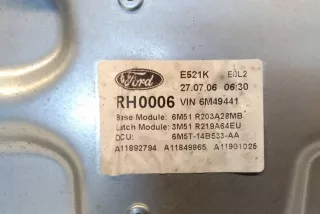 Ford E521K E0L2
27.07.06 06:30
RH0006 VIN 6M49441
Base Module: 6M51 R203A28MB
Latch Module: 3M51 R219A64EU
DCU: 6M5T-14B533-AA
A11892794 A11849865 A11901025